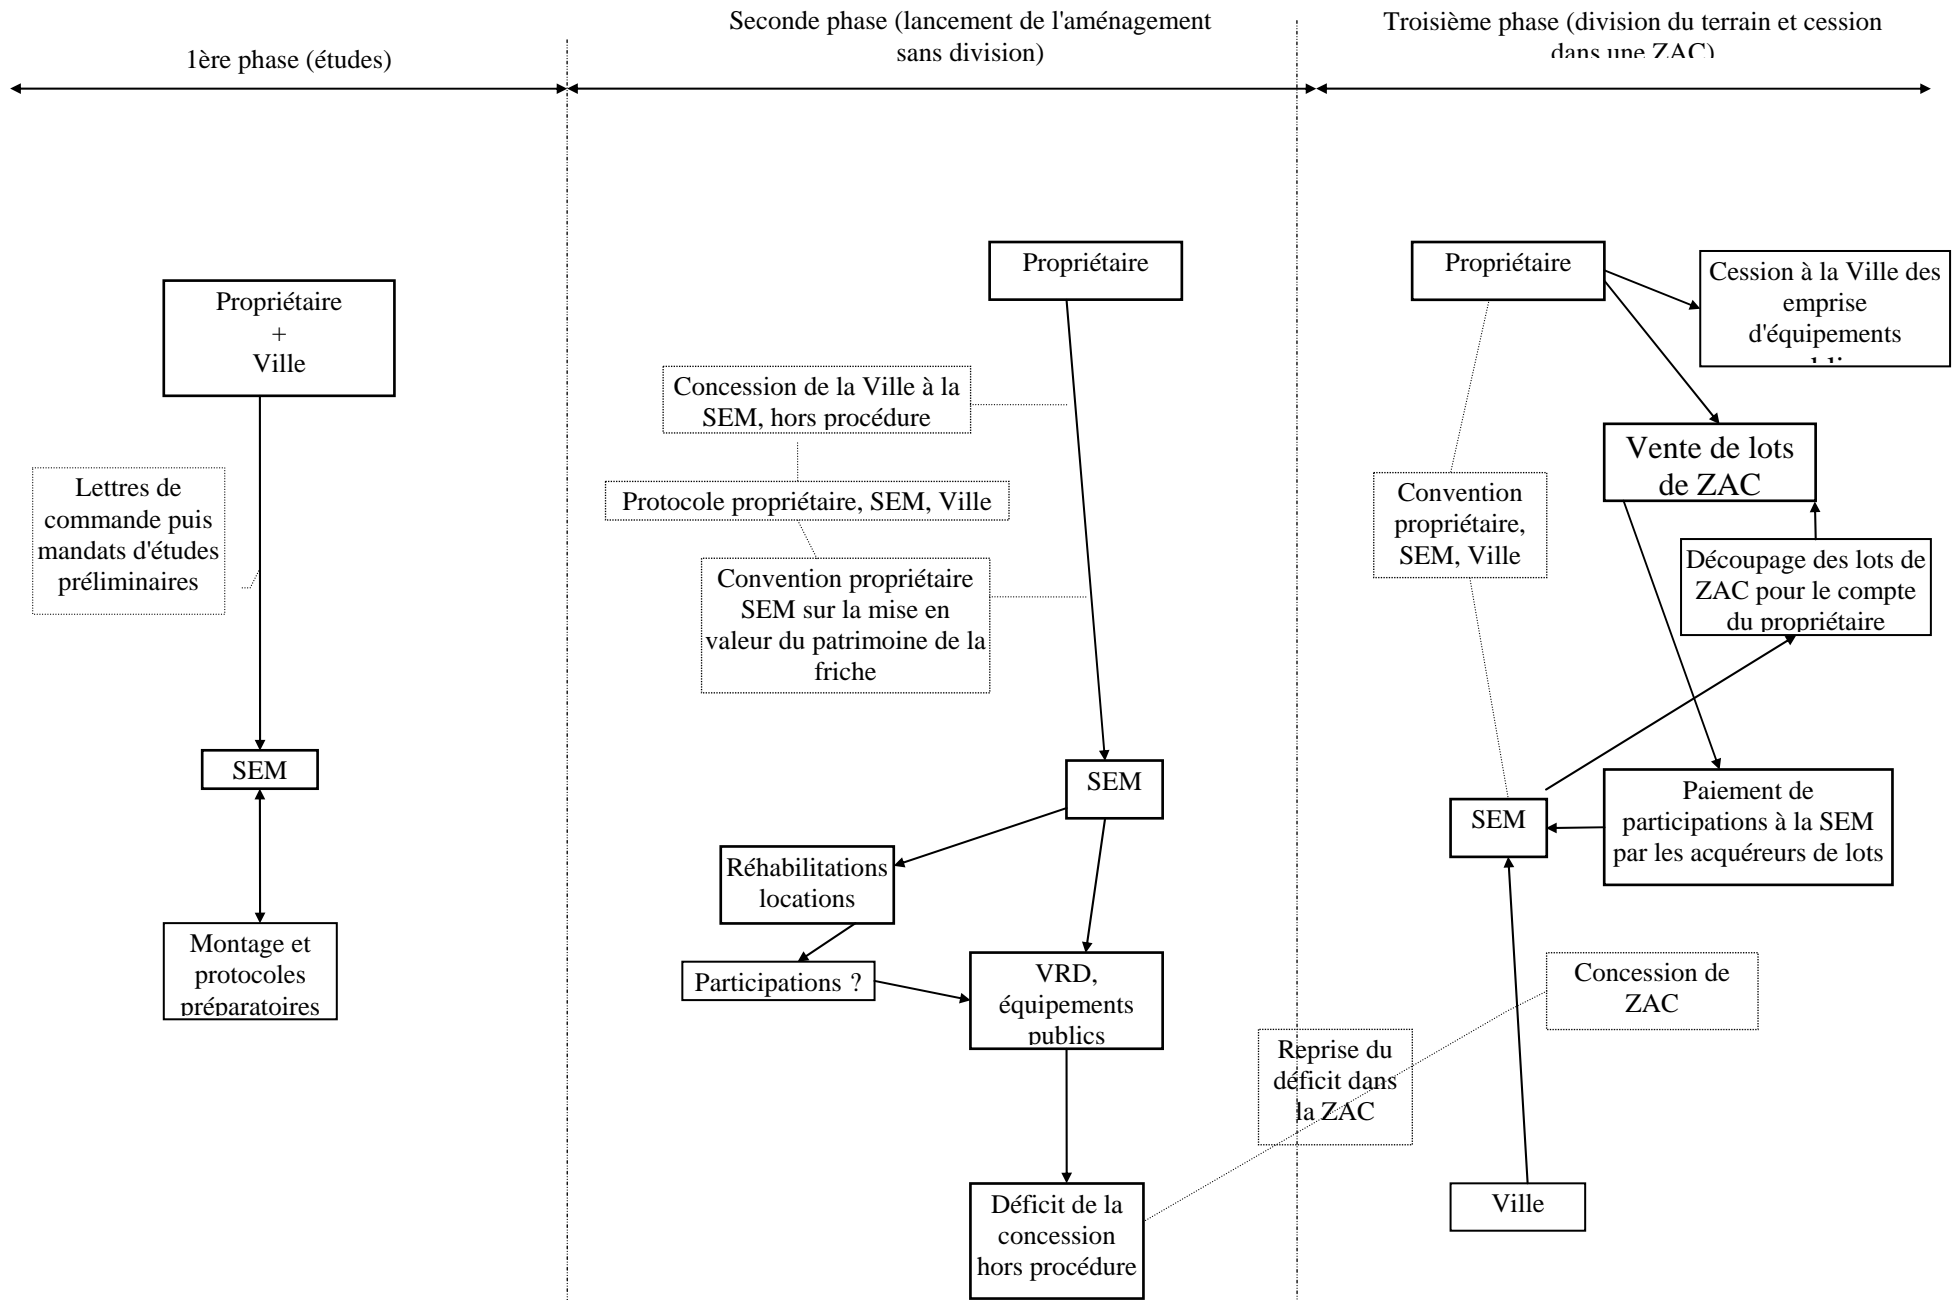 1ère phase (études)
Seconde phase (lancement de l'aménagement
sans division)
Troisième phase (division du terrain et cession
dans une ZAC)
Propriétaire
+
Ville
Lettres de
commande puis
mandats d'études
préliminaires
SEM
Montage et
protocoles
préparatoires
Propriétaire
Concession de la Ville à la
SEM, hors procédure
Protocole propriétaire, SEM, Ville
Convention propriétaire
SEM sur la mise en
valeur du patrimoine de la
friche
SEM
Réhabilitations
locations
Participations ?
VRD,
équipements
publics
Déficit de la
concession
hors procédure
Reprise du
déficit dans
la ZAC
Propriétaire
Cession à la Ville des
emprise
d'équipements
Vente de lots
de ZAC
Convention
propriétaire,
SEM, Ville
Découpage des lots de
ZAC pour le compte
du propriétaire
SEM
Paiement de
participations à la SEM
par les acquéreurs de lots
Concession de
ZAC
Ville